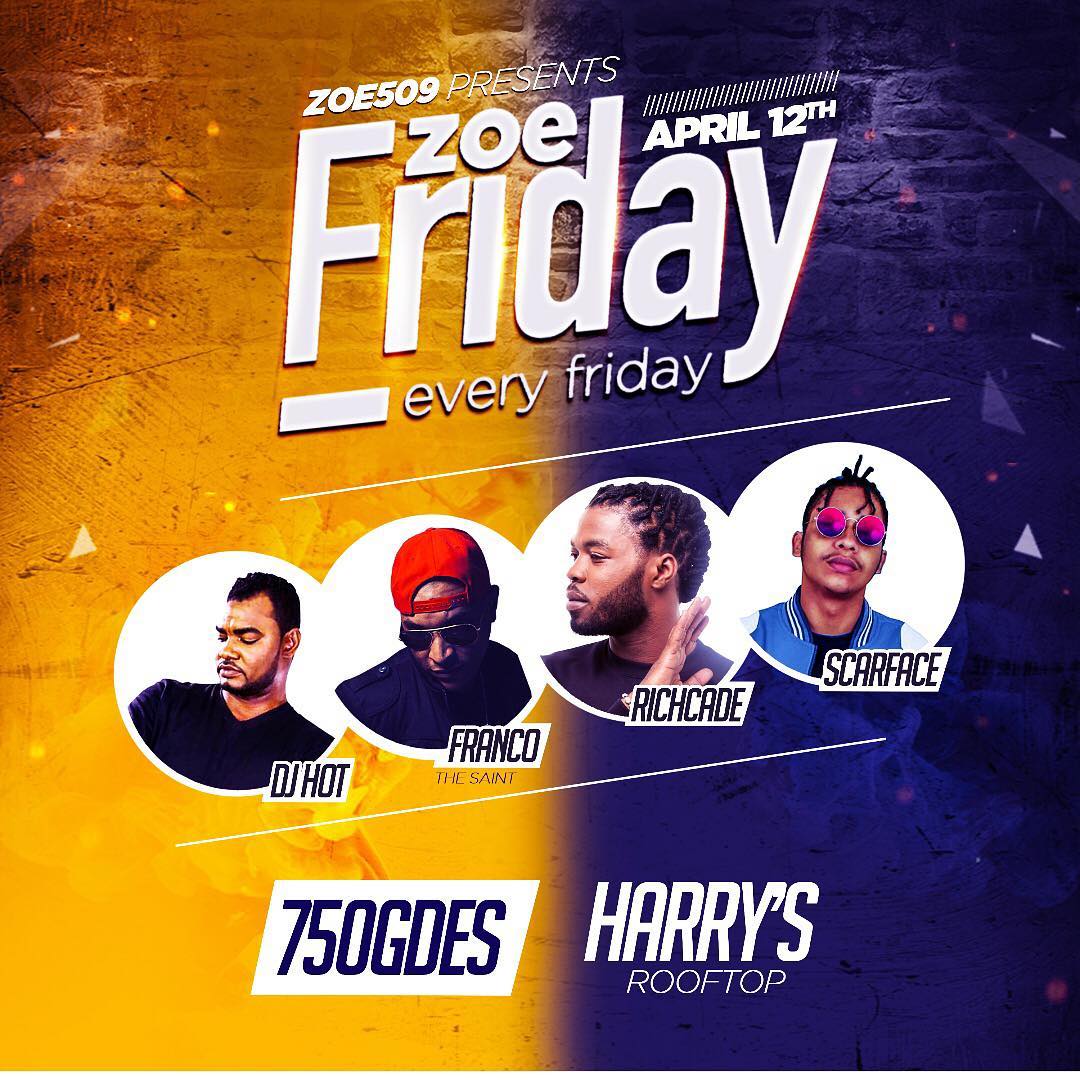 ZOE509 PRESENTS
zoe
Friday
APRIL 12TH
every friday
DJ HOT
FRANCO
THE SAINT
RICHCADE
SCARFACE
750GDES
HARRY'S
ROOFTOP